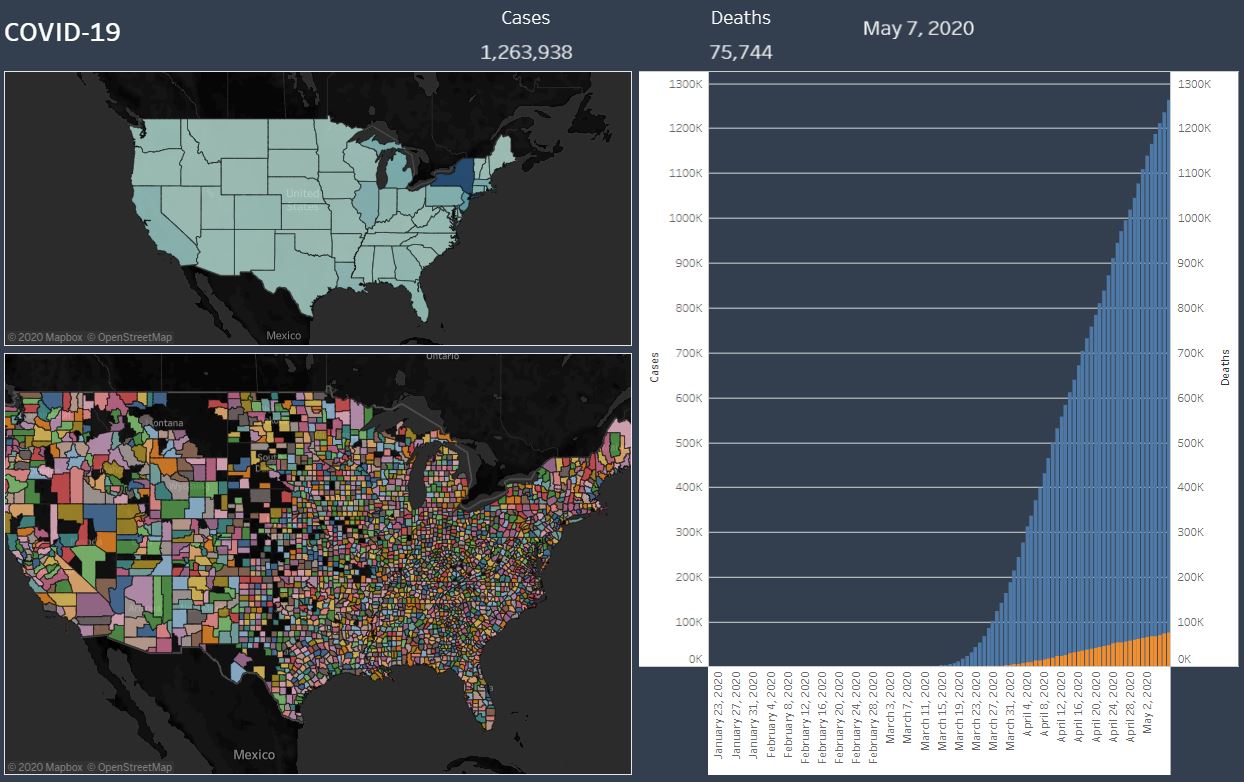 COVID-19
Cases
1,263,938
Deaths
75,744
May 7, 2020
United
States
Mexico
© 2020 Mapbox © OpenStreetMap
Ontario
Montana
Mexico
© 2020 Mapbox © OpenStreetMap
1300K
1200K
1100K
1000K
900K
800K
700K
600K
500K
400K
300K
200K
100K
0K
Cases
1300K
1200K
1100K
1000K
900K
800K
700K
600K
500K
400K
300K
200K
100K
0K
Deaths
January 23, 2020
January 27, 2020
January 31, 2020
February 4, 2020
February 8, 2020
February 12, 2020
February 16, 2020
February 20, 2020
February 24, 2020
February 28, 2020
March 3, 2020
March 7, 2020
March 11, 2020
March 15, 2020
March 19, 2020
March 23, 2020
March 27, 2020
March 31, 2020
April 4, 2020
April 8, 2020
April 12, 2020
April 16, 2020
April 20, 2020
April 24, 2020
April 28, 2020
May 2, 2020